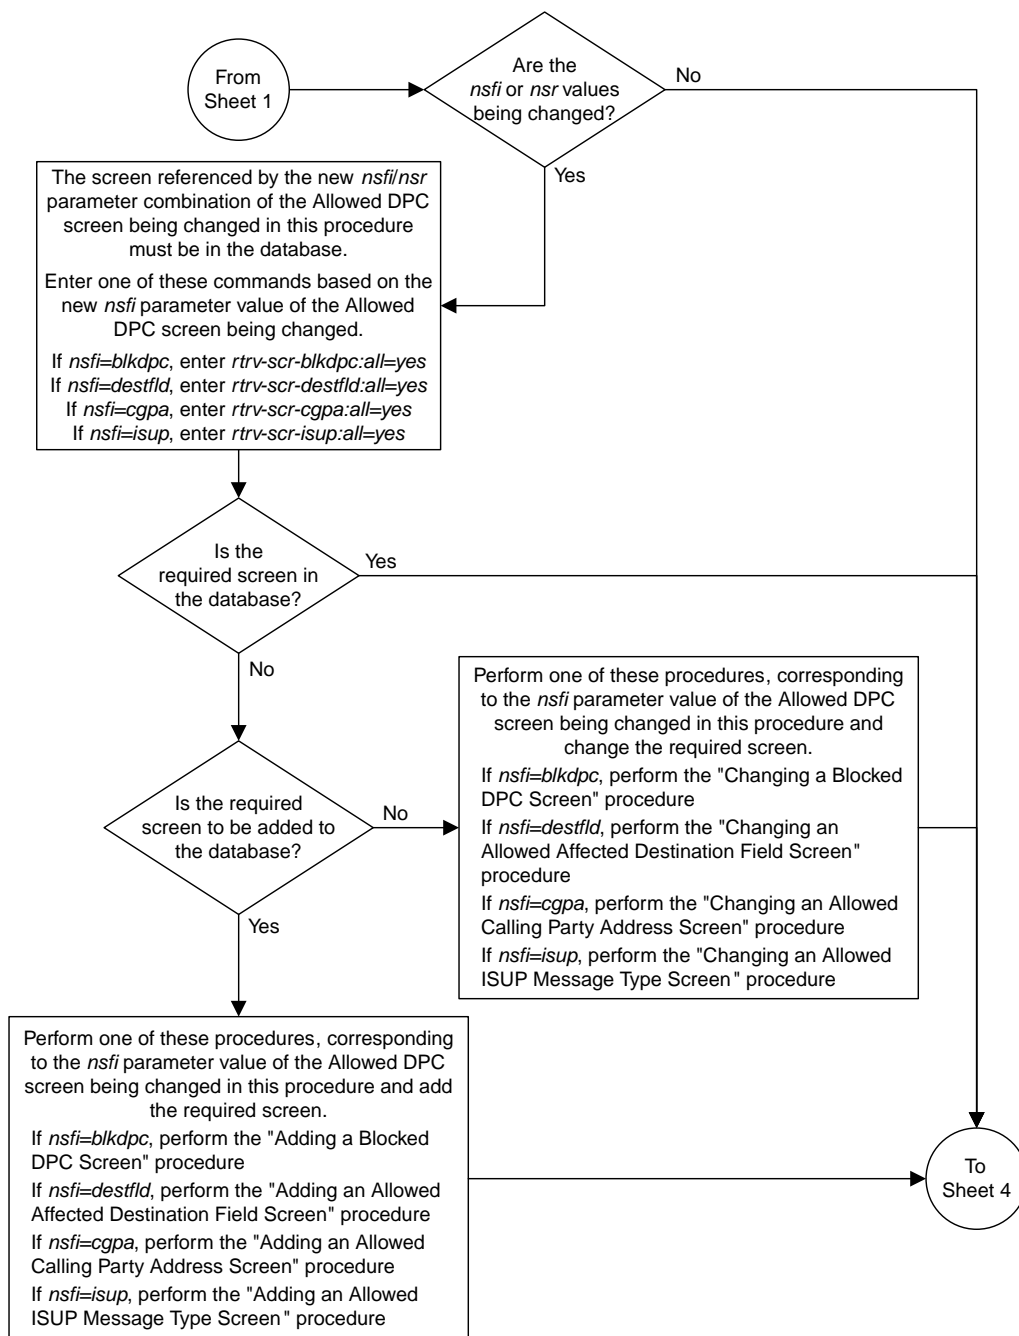 From
Sheet 1
Are the
nsfi or nsr values
being changed?
No
Yes
The screen referenced by the new nsfi/nsr
parameter combination of the Allowed DPC
screen being changed in this procedure
must be in the database.
Enter one of these commands based on the
new nsfi parameter value of the Allowed
DPC screen being changed.
If nsfi=blkdpc, enter rtrv-scr-blkdpc:all=yes
If nsfi=destfld, enter rtrv-scr-destfld:all=yes
If nsfi=cgpa, enter rtrv-scr-cgpa:all=yes
If nsfi=isup, enter rtrv-scr-isup:all=yes
Is the
required screen in
the database?
Yes
No
Is the required
screen to be added to
the database?
No
Yes
Perform one of these procedures, corresponding
to the nsfi parameter value of the Allowed DPC
screen being changed in this procedure and
change the required screen.
If nsfi=blkdpc, perform the "Changing a Blocked
DPC Screen" procedure
If nsfi=destfld, perform the "Changing an
Allowed Affected Destination Field Screen"
procedure
If nsfi=cgpa, perform the "Changing an Allowed
Calling Party Address Screen" procedure
If nsfi=isup, perform the "Changing an Allowed
ISUP Message Type Screen" procedure
Perform one of these procedures, corresponding
to the nsfi parameter value of the Allowed DPC
screen being changed in this procedure and add
the required screen.
If nsfi=blkdpc, perform the "Adding a Blocked
DPC Screen" procedure
If nsfi=destfld, perform the "Adding an Allowed
Affected Destination Field Screen" procedure
If nsfi=cgpa, perform the "Adding an Allowed
Calling Party Address Screen" procedure
If nsfi=isup, perform the "Adding an Allowed
ISUP Message Type Screen" procedure
To
Sheet 4